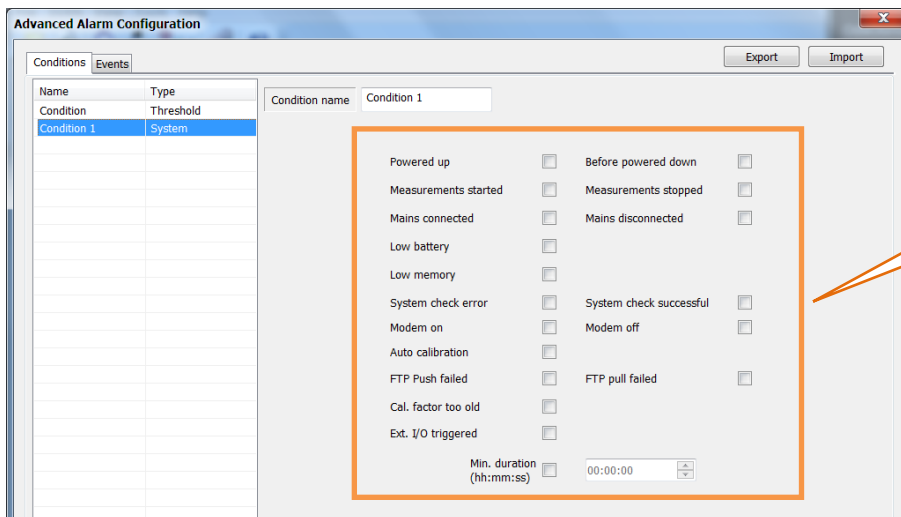 Advanced Alarm Configuration
x
Export Import
Conditions Events
Name Type
Condition Threshold
Condition 1 System
Condition name Condition 1
Powered up Before powered down
Measurements started Measurements stopped
Mains connected Mains disconnected
Low battery
Low memory
System check error System check successful
Modem on Modem off
Auto calibration
FTP Push failed FTP pull failed
Cal. factor too old
Ext. I/O triggered
Min. duration
(hh:mm:ss) 00:00:00